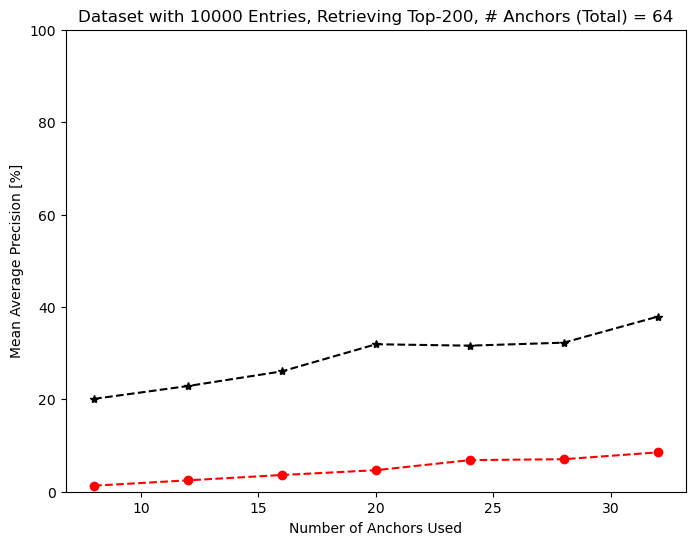 Dataset with 10000 Entries, Retrieving Top-200, # Anchors (Total) = 64
100
80
60
40
20
0
Mean Average Precision [%]
10 15 20 25 30
Number of Anchors Used